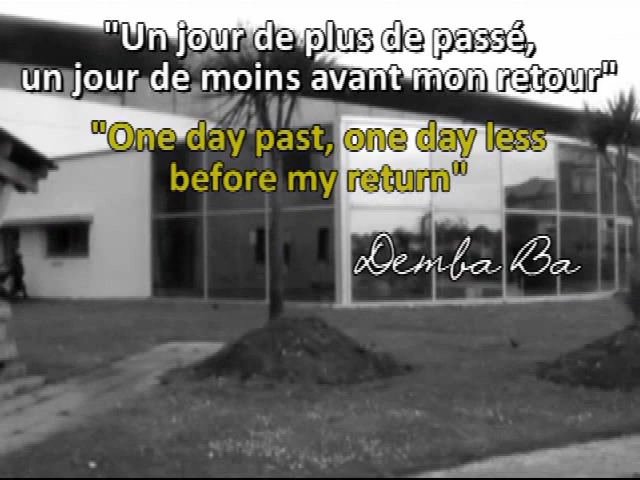 "Un jour de plus de passé,
un jour de moins avant mon retour"
"One day past, one day less
before my return"
Demba Ba